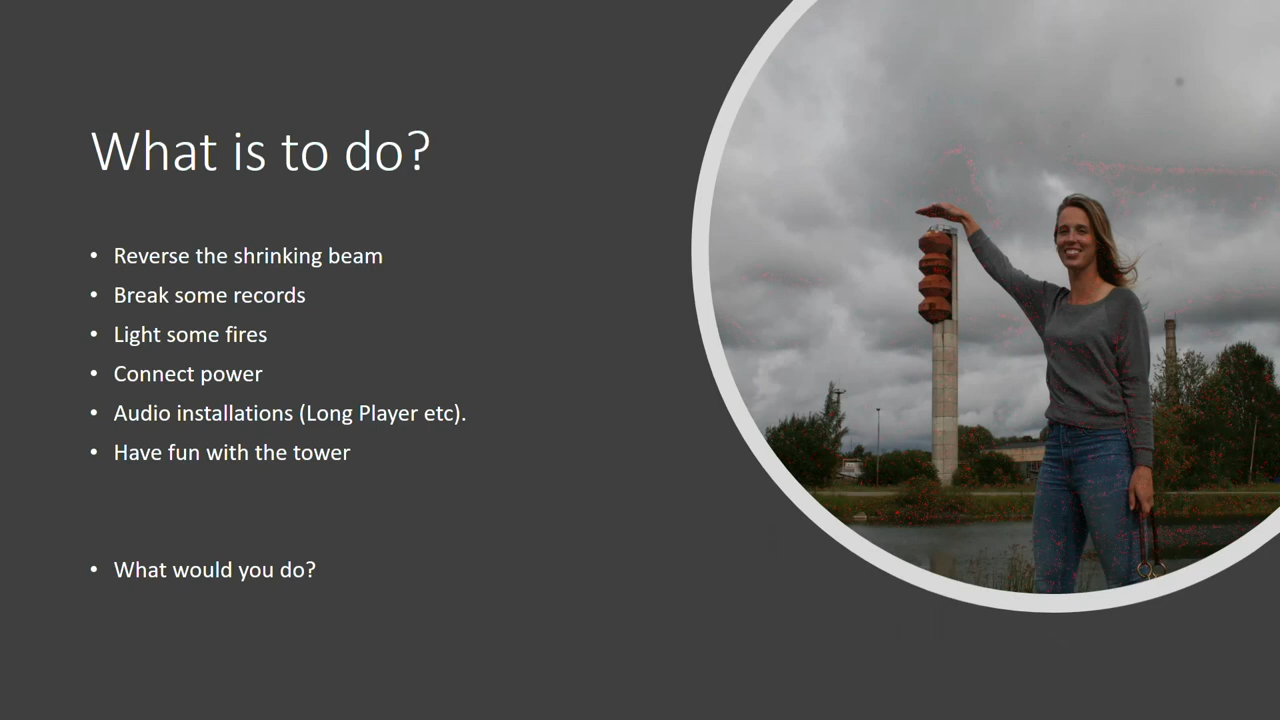 What is to do?
• Reverse the shrinking beam
• Break some records
• Light some fires
• Connect power
• Audio installations (Long Player etc).
• Have fun with the tower
• What would you do?